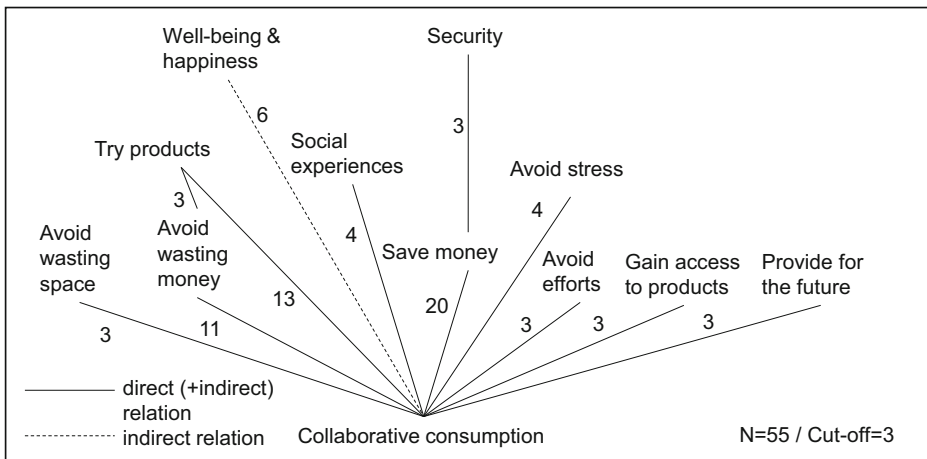 Well-being &
happiness
Security
6
3
Social
experiences
Try products
Avoid stress
3
4
Avoid
wasting
space
Avoid
wasting
money
4
Save money
Avoid
efforts
Gain access
to products
Provide for
the future
13
20
3
11
3
3
3
direct (+indirect)
relation
indirect relation
Collaborative consumption
N=55 / Cut-off=3